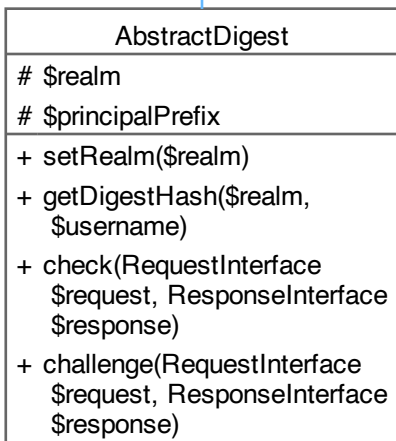 AbstractDigest
# $realm
# $principalPrefix
+ setRealm($realm)
+ getDigestHash($realm,
$username)
+ check(RequestInterface
$request, ResponseInterface
$response)
+ challenge(RequestInterface
$request, ResponseInterface
$response)